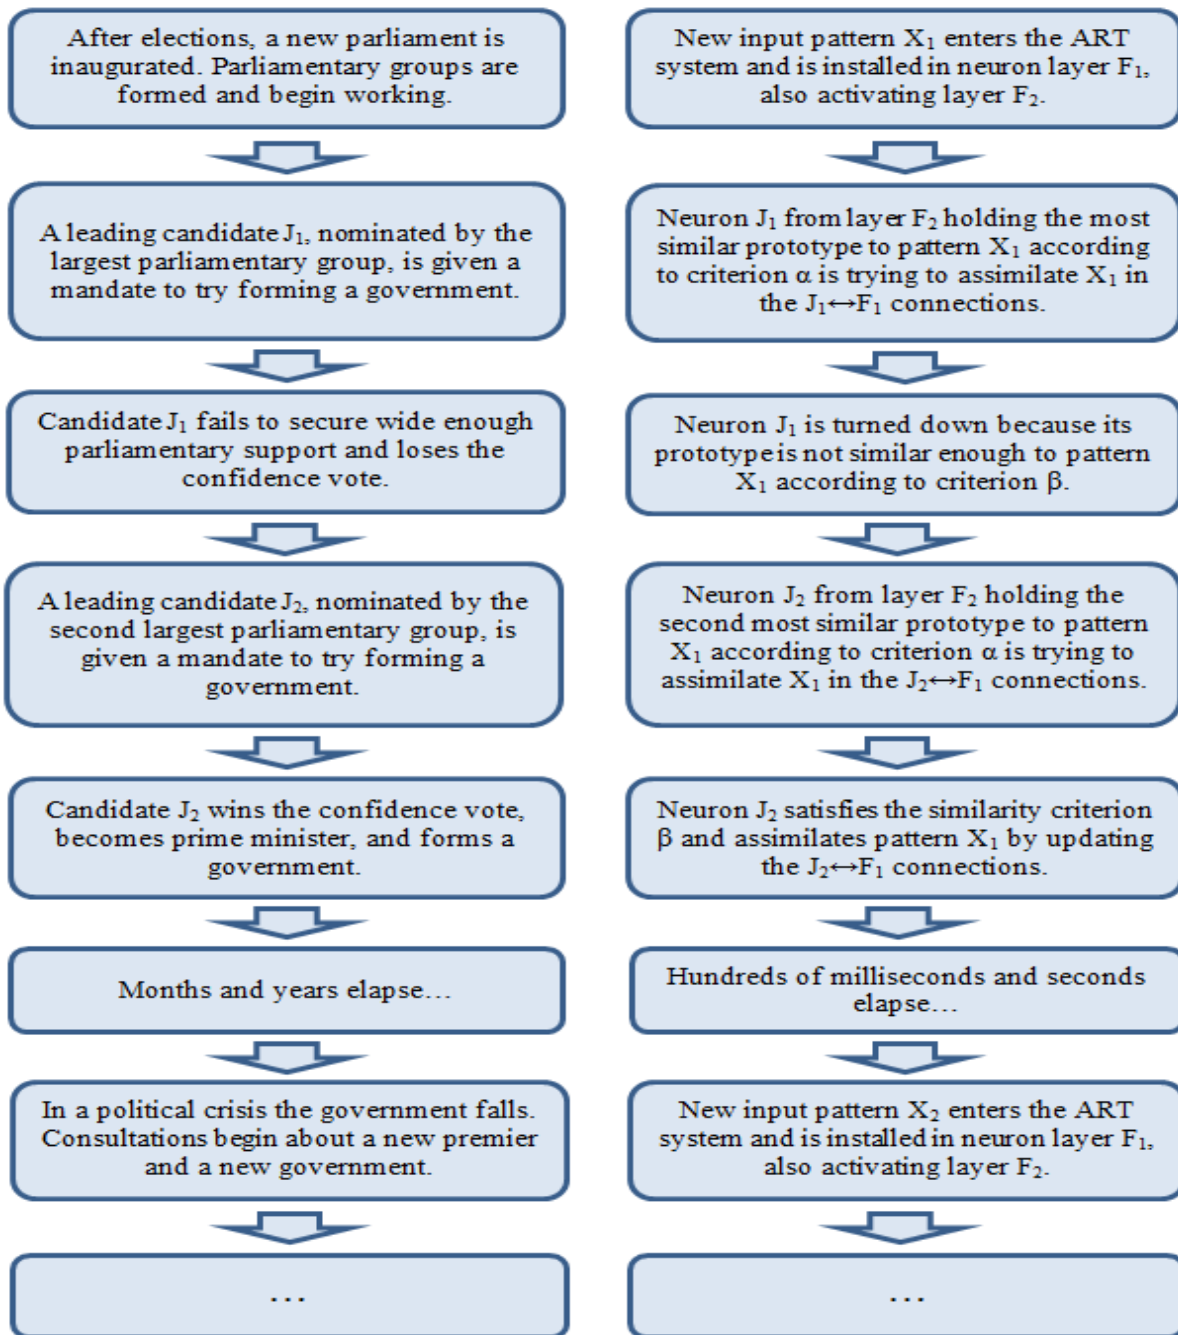 After elections, a new parliament is
inaugurated. Parliamentary groups are
formed and begin working.
A leading candidate J₁, nominated by the
largest parliamentary group, is given a
mandate to try forming a government.
Candidate J₁ fails to secure wide enough
parliamentary support and loses the
confidence vote.
A leading candidate J₂, nominated by the
second largest parliamentary group, is
given a mandate to try forming a
government.
Candidate J₂ wins the confidence vote,
becomes prime minister, and forms a
government.
Months and years elapse…
In a political crisis the government falls.
Consultations begin about a new premier
and a new government.
…
New input pattern X₁ enters the ART
system and is installed in neuron layer F₁,
also activating layer F₂.
Neuron J₁ from layer F₂ holding the most
similar prototype to pattern X₁ according
to criterion α is trying to assimilate X₁ in
the J₁↔F₁ connections.
Neuron J₁ is turned down because its
prototype is not similar enough to pattern
X₁ according to criterion β.
Neuron J₂ from layer F₂ holding the
second most similar prototype to pattern
X₁ according to criterion α is trying to
assimilate X₁ in the J₂↔F₁ connections.
Neuron J₂ satisfies the similarity criterion
β and assimilates pattern X₁ by updating
the J₂↔F₁ connections.
Hundreds of milliseconds and seconds
elapse…
New input pattern X₂ enters the ART
system and is installed in neuron layer F₁,
also activating layer F₂.
…